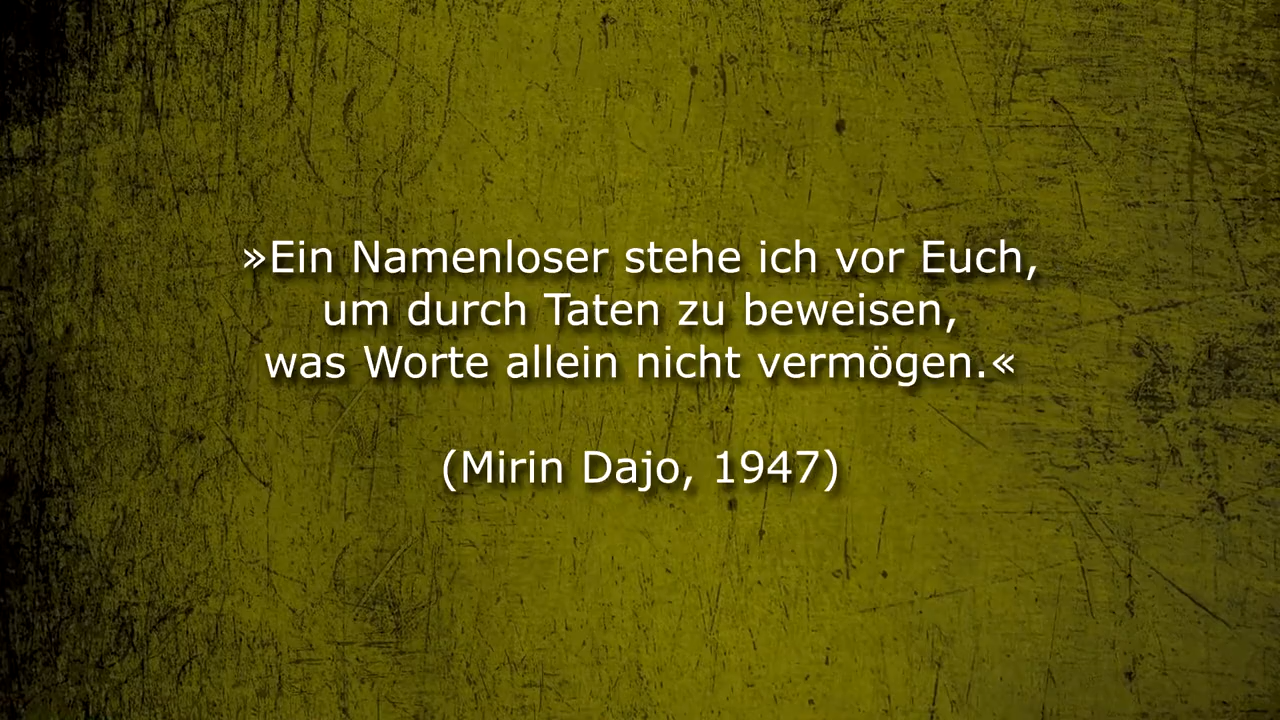 »Ein Namenloser stehe ich vor Euch,
um durch Taten zu beweisen,
was Worte allein nicht vermögen.«
(Mirin Dajo, 1947)